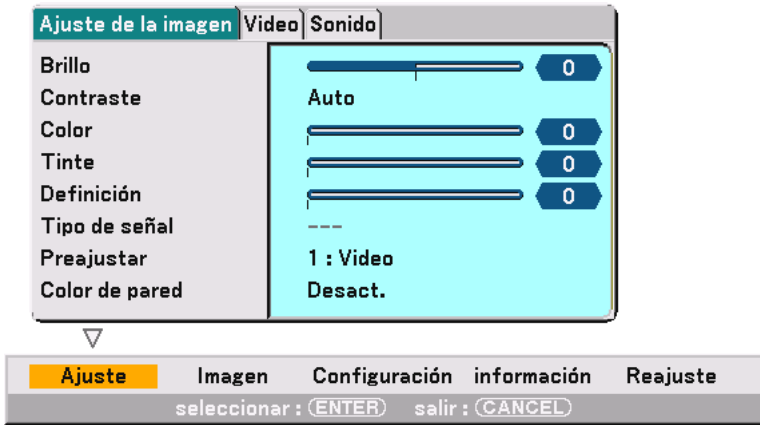 Ajuste de la imagen Video Sonido
Brillo 0
Contraste Auto
Color 0
Tinte 0
Definición 0
Tipo de señal ---
Preajustar 1 : Video
Color de pared Desact.
Ajuste Imagen Configuración información Reajuste
seleccionar : ENTER salir : CANCEL